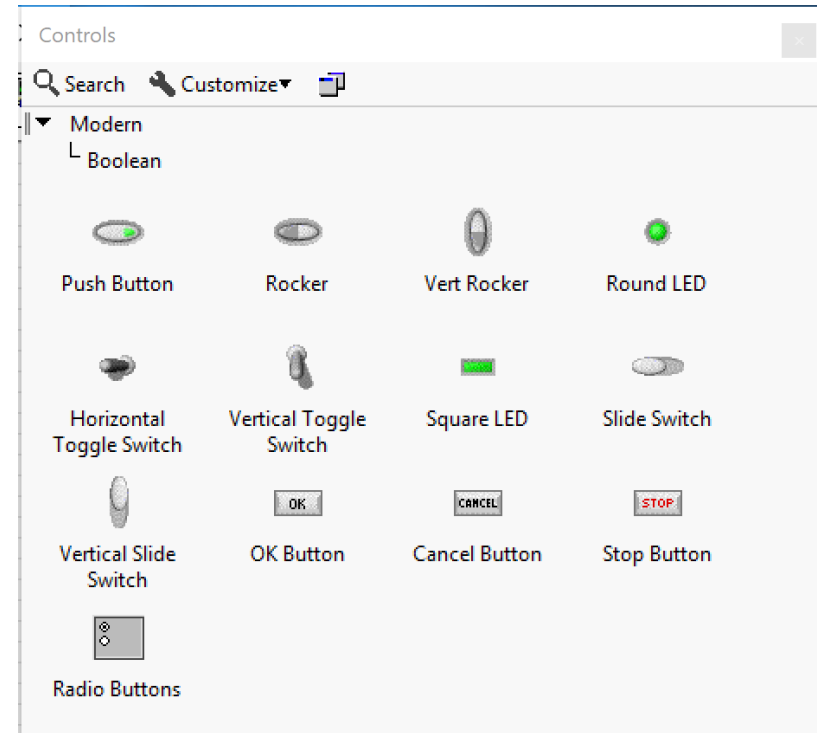 Controls
Search Customize
Modern
Boolean
Push Button Rocker Vert Rocker Round LED
Horizontal Vertical Toggle Square LED Slide Switch
Toggle Switch Switch
OK CANCEL STOP
Vertical Slide OK Button Cancel Button Stop Button
Switch
Radio Buttons